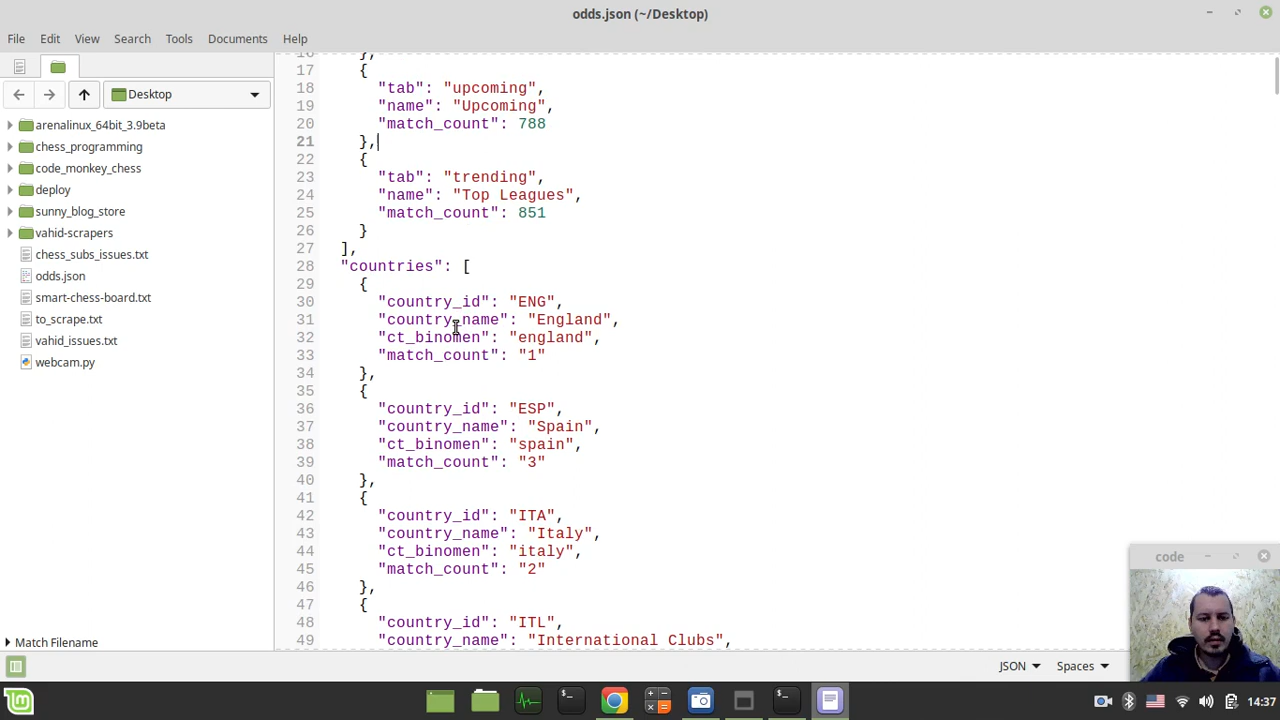 odds.json (~/Desktop)
File Edit View Search Tools Documents Help
Desktop
arenalinux_64bit_3.9beta
chess_programming
code_monkey_chess
deploy
sunny_blog_store
vahid-scrapers
chess_subs_issues.txt
odds.json
smart-chess-board.txt
to_scrape.txt
vahid_issues.txt
webcam.py
Match Filename
16 },
17 {
18 "tab": "upcoming",
19 "name": "Upcoming",
20 "match_count": 788
21 },
22 {
23 "tab": "trending",
24 "name": "Top Leagues",
25 "match_count": 851
26 }
27 ],
28 "countries": [
29 {
30 "country_id": "ENG",
31 "country_name": "England",
32 "ct_binomen": "england",
33 "match_count": "1"
34 },
35 {
36 "country_id": "ESP",
37 "country_name": "Spain",
38 "ct_binomen": "spain",
39 "match_count": "3"
40 },
41 {
42 "country_id": "ITA",
43 "country_name": "Italy",
44 "ct_binomen": "italy",
45 "match_count": "2"
46 },
47 {
48 "country_id": "ITL",
49 "country_name": "International Clubs",
code
JSON Spaces
14:37